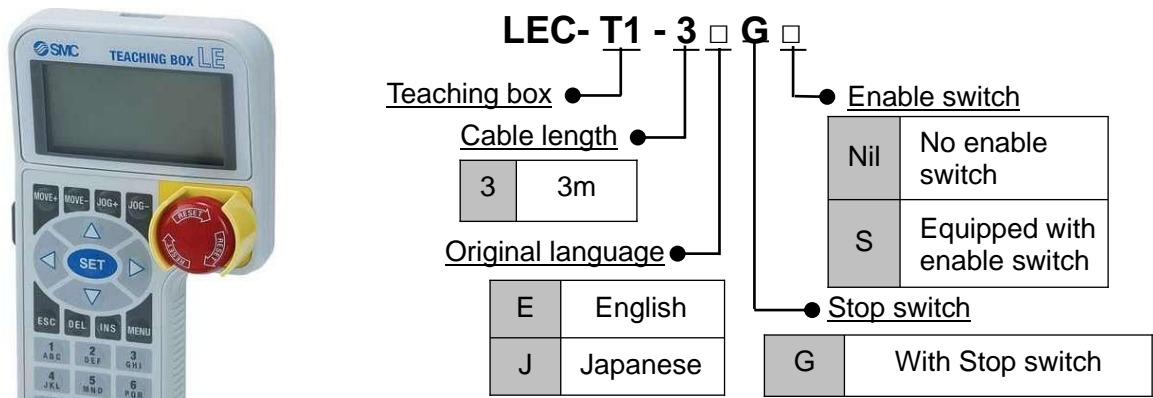 SMC TEACHING BOX LE
MOVE+ MOVE- JOG+ JOG-
RESET RESET RESET
SET
ESC DEL INS MENU
1 ABC 2 DEF 3 GHI
4 JKL 5 MNO 6 PQR
LEC- T1 - 3 □ G □
Teaching box
Cable length
3 3m
Original language
E English
J Japanese
Enable switch
Nil No enable
switch
S Equipped with
enable switch
Stop switch
G With Stop switch